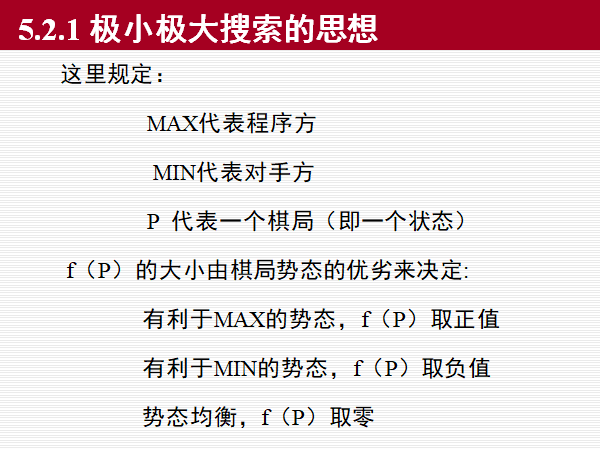 5.2.1 极小极大搜索的思想
这里规定：
MAX代表程序方
MIN代表对手方
P 代表一个棋局（即一个状态）
f（P）的大小由棋局势态的优劣来决定:
有利于MAX的势态，f（P）取正值
有利于MIN的势态，f（P）取负值
势态均衡，f（P）取零